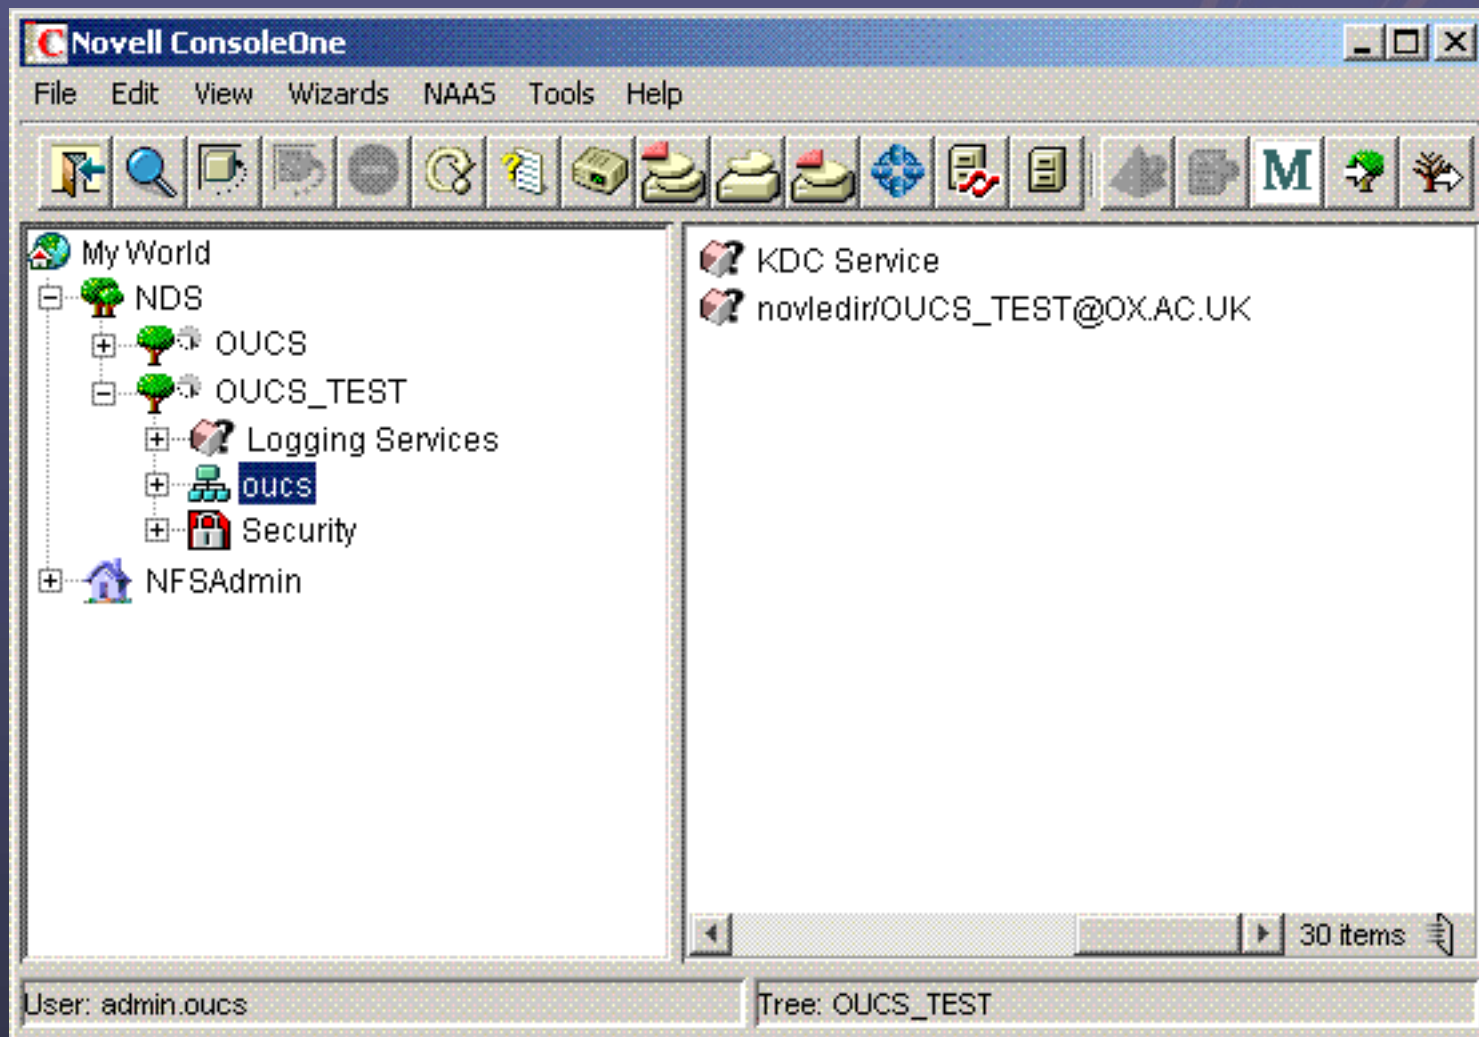 Novell ConsoleOne
File Edit View Wizards NAAS Tools Help
M
My World
NDS
OUCS
OUCS_TEST
Logging Services
oucs
Security
NFSAdmin
KDC Service
novledir/OUCS_TEST@OX.AC.UK
30 items
User: admin.oucs
Tree: OUCS_TEST